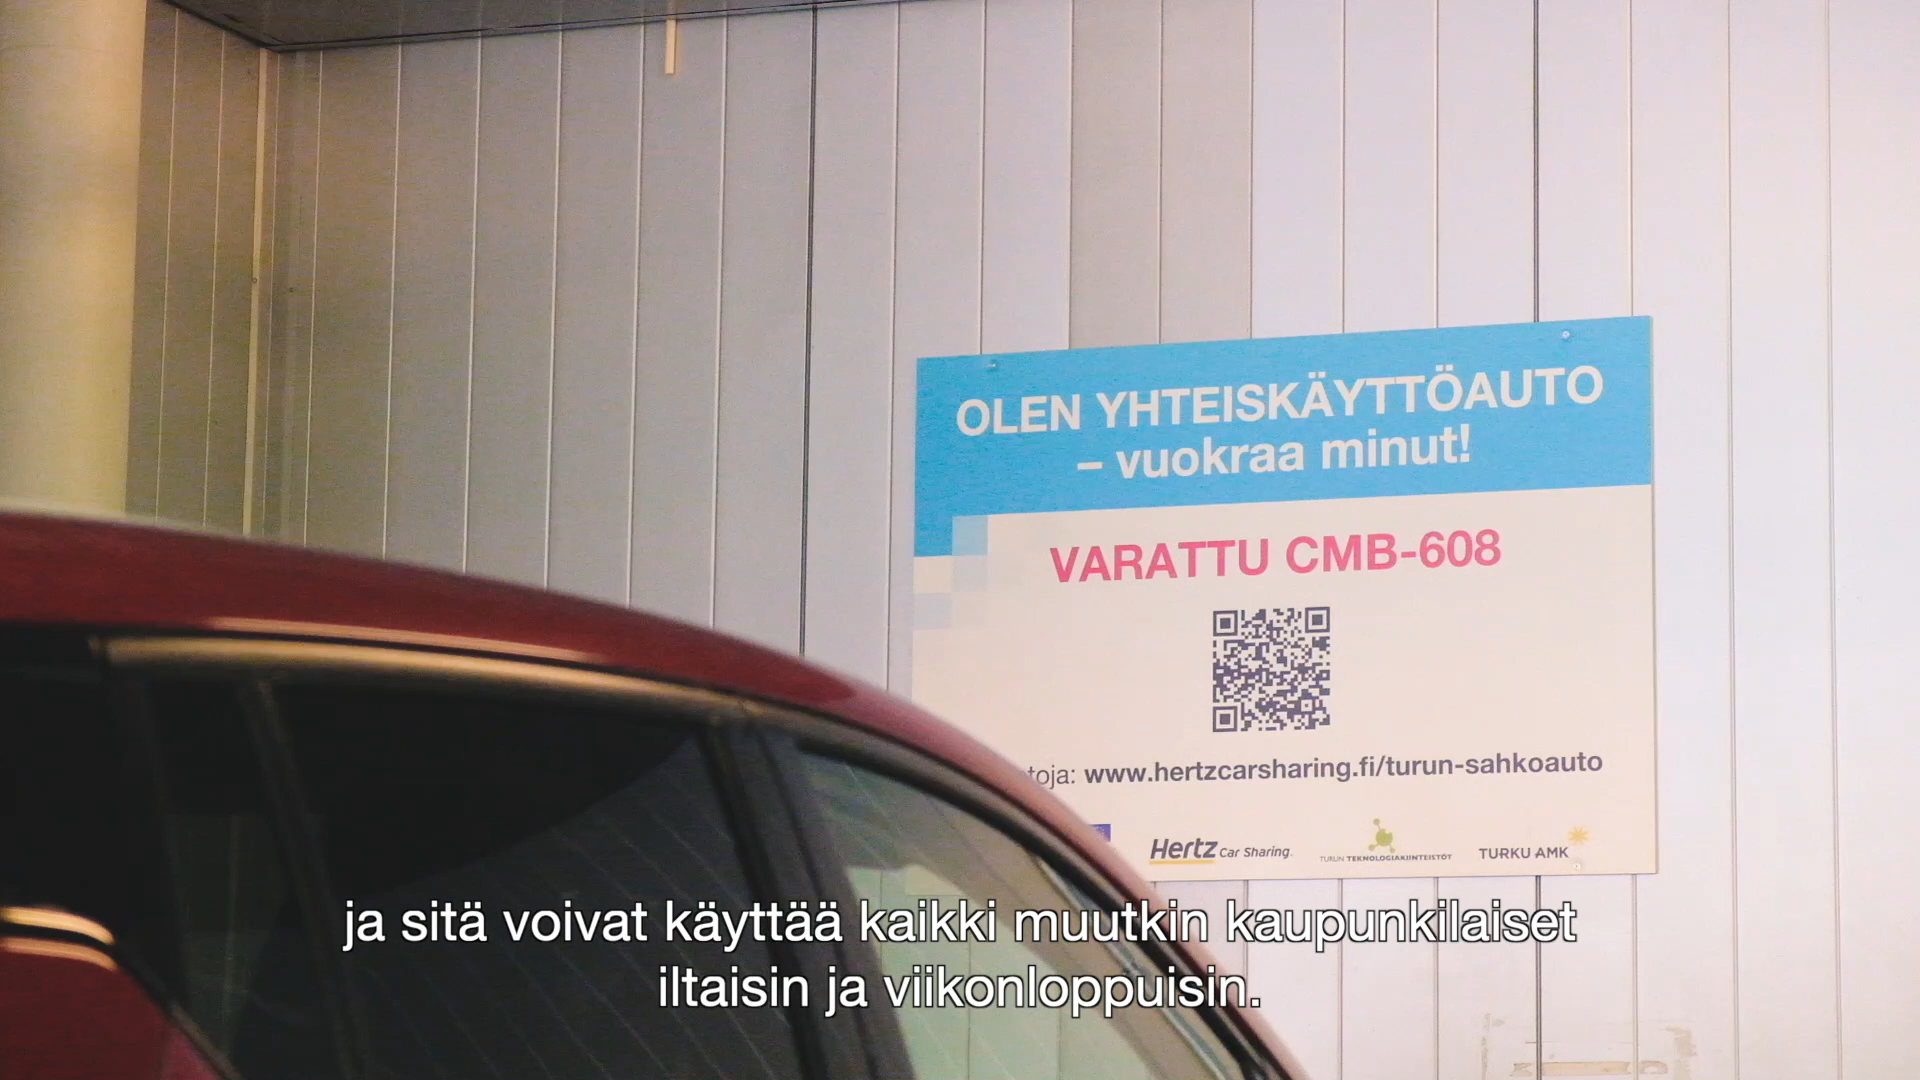 OLEN YHTEISKÄYTTÖAUTO
– vuokraa minut!
VARATTU CMB-608
toja: www.hertzcarsharing.fi/turun-sahkoauto
Hertz Car Sharing.
TURUN TEKNOLOGIAKIINTEISTÖT
TURKU AMK
ja sitä voivat käyttää kaikki muutkin kaupunkilaiset
iltaisin ja viikonloppuisin.